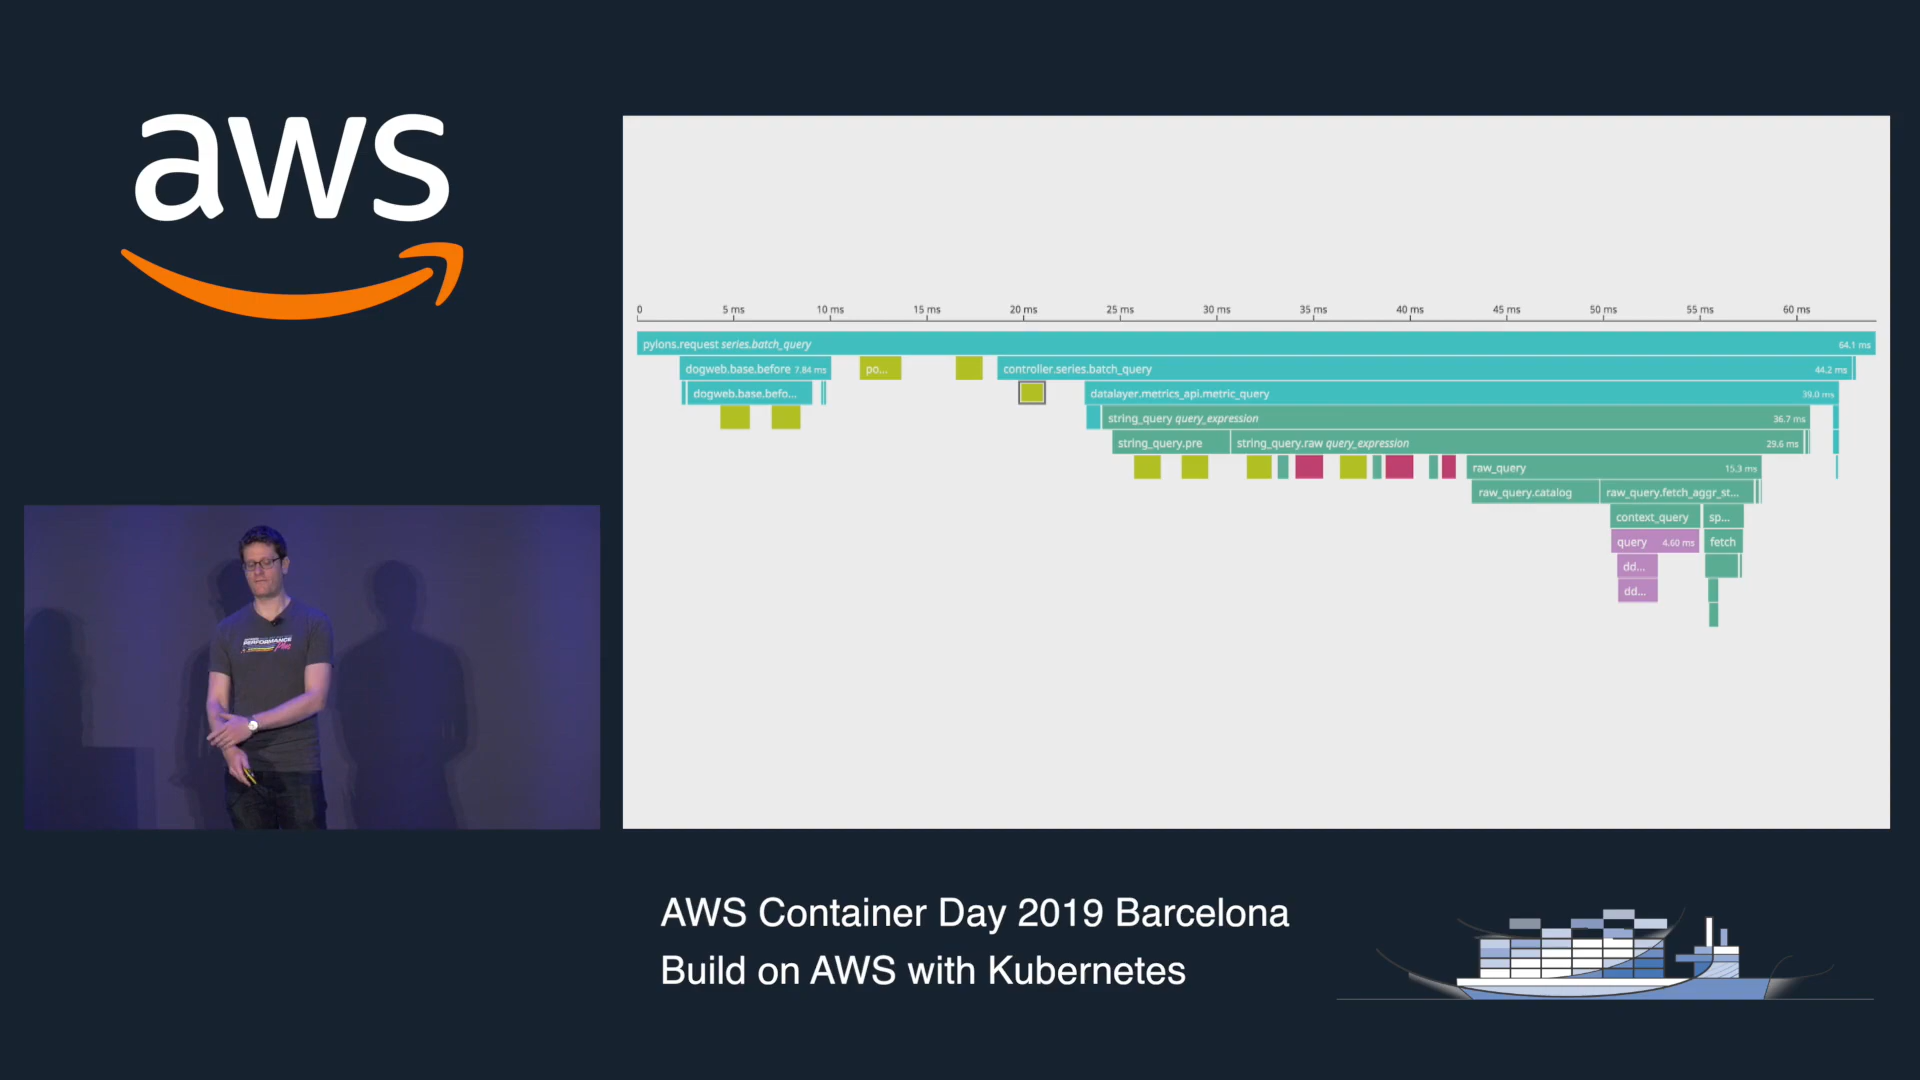 aws
0 5 ms 10 ms 15 ms 20 ms 25 ms 30 ms 35 ms 40 ms 45 ms 50 ms 55 ms 60 ms
pylons.request series.batch_query 64.1 ms
dogweb.base.before 7.84 ms po... controller.series.batch_query 44.2 ms
dogweb.base.befo... datalayer.metrics_api.metric_query 39.0 ms
string_query query_expression 36.7 ms
string_query.pre string_query.raw query_expression 29.6 ms
raw_query 15.3 ms
raw_query.catalog raw_query.fetch_aggr_st...
context_query sp...
query 4.60 ms fetch
dd...
dd...
PERFORMANCE
Plus
AWS Container Day 2019 Barcelona
Build on AWS with Kubernetes